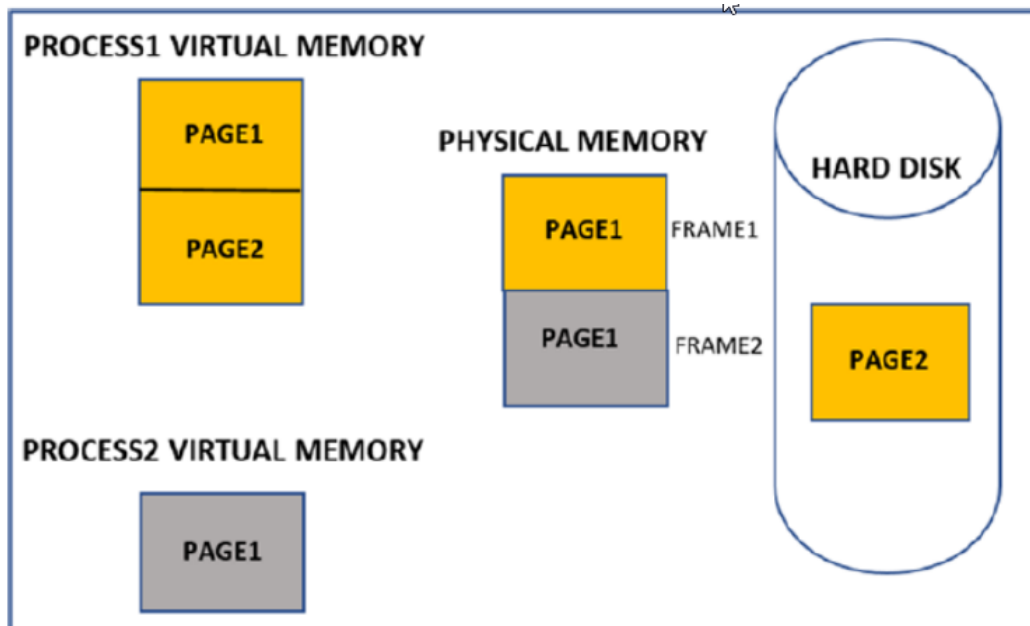 PROCESS1 VIRTUAL MEMORY
PAGE1
PAGE2
PHYSICAL MEMORY
PAGE1
FRAME1
PAGE1
FRAME2
HARD DISK
PAGE2
PROCESS2 VIRTUAL MEMORY
PAGE1